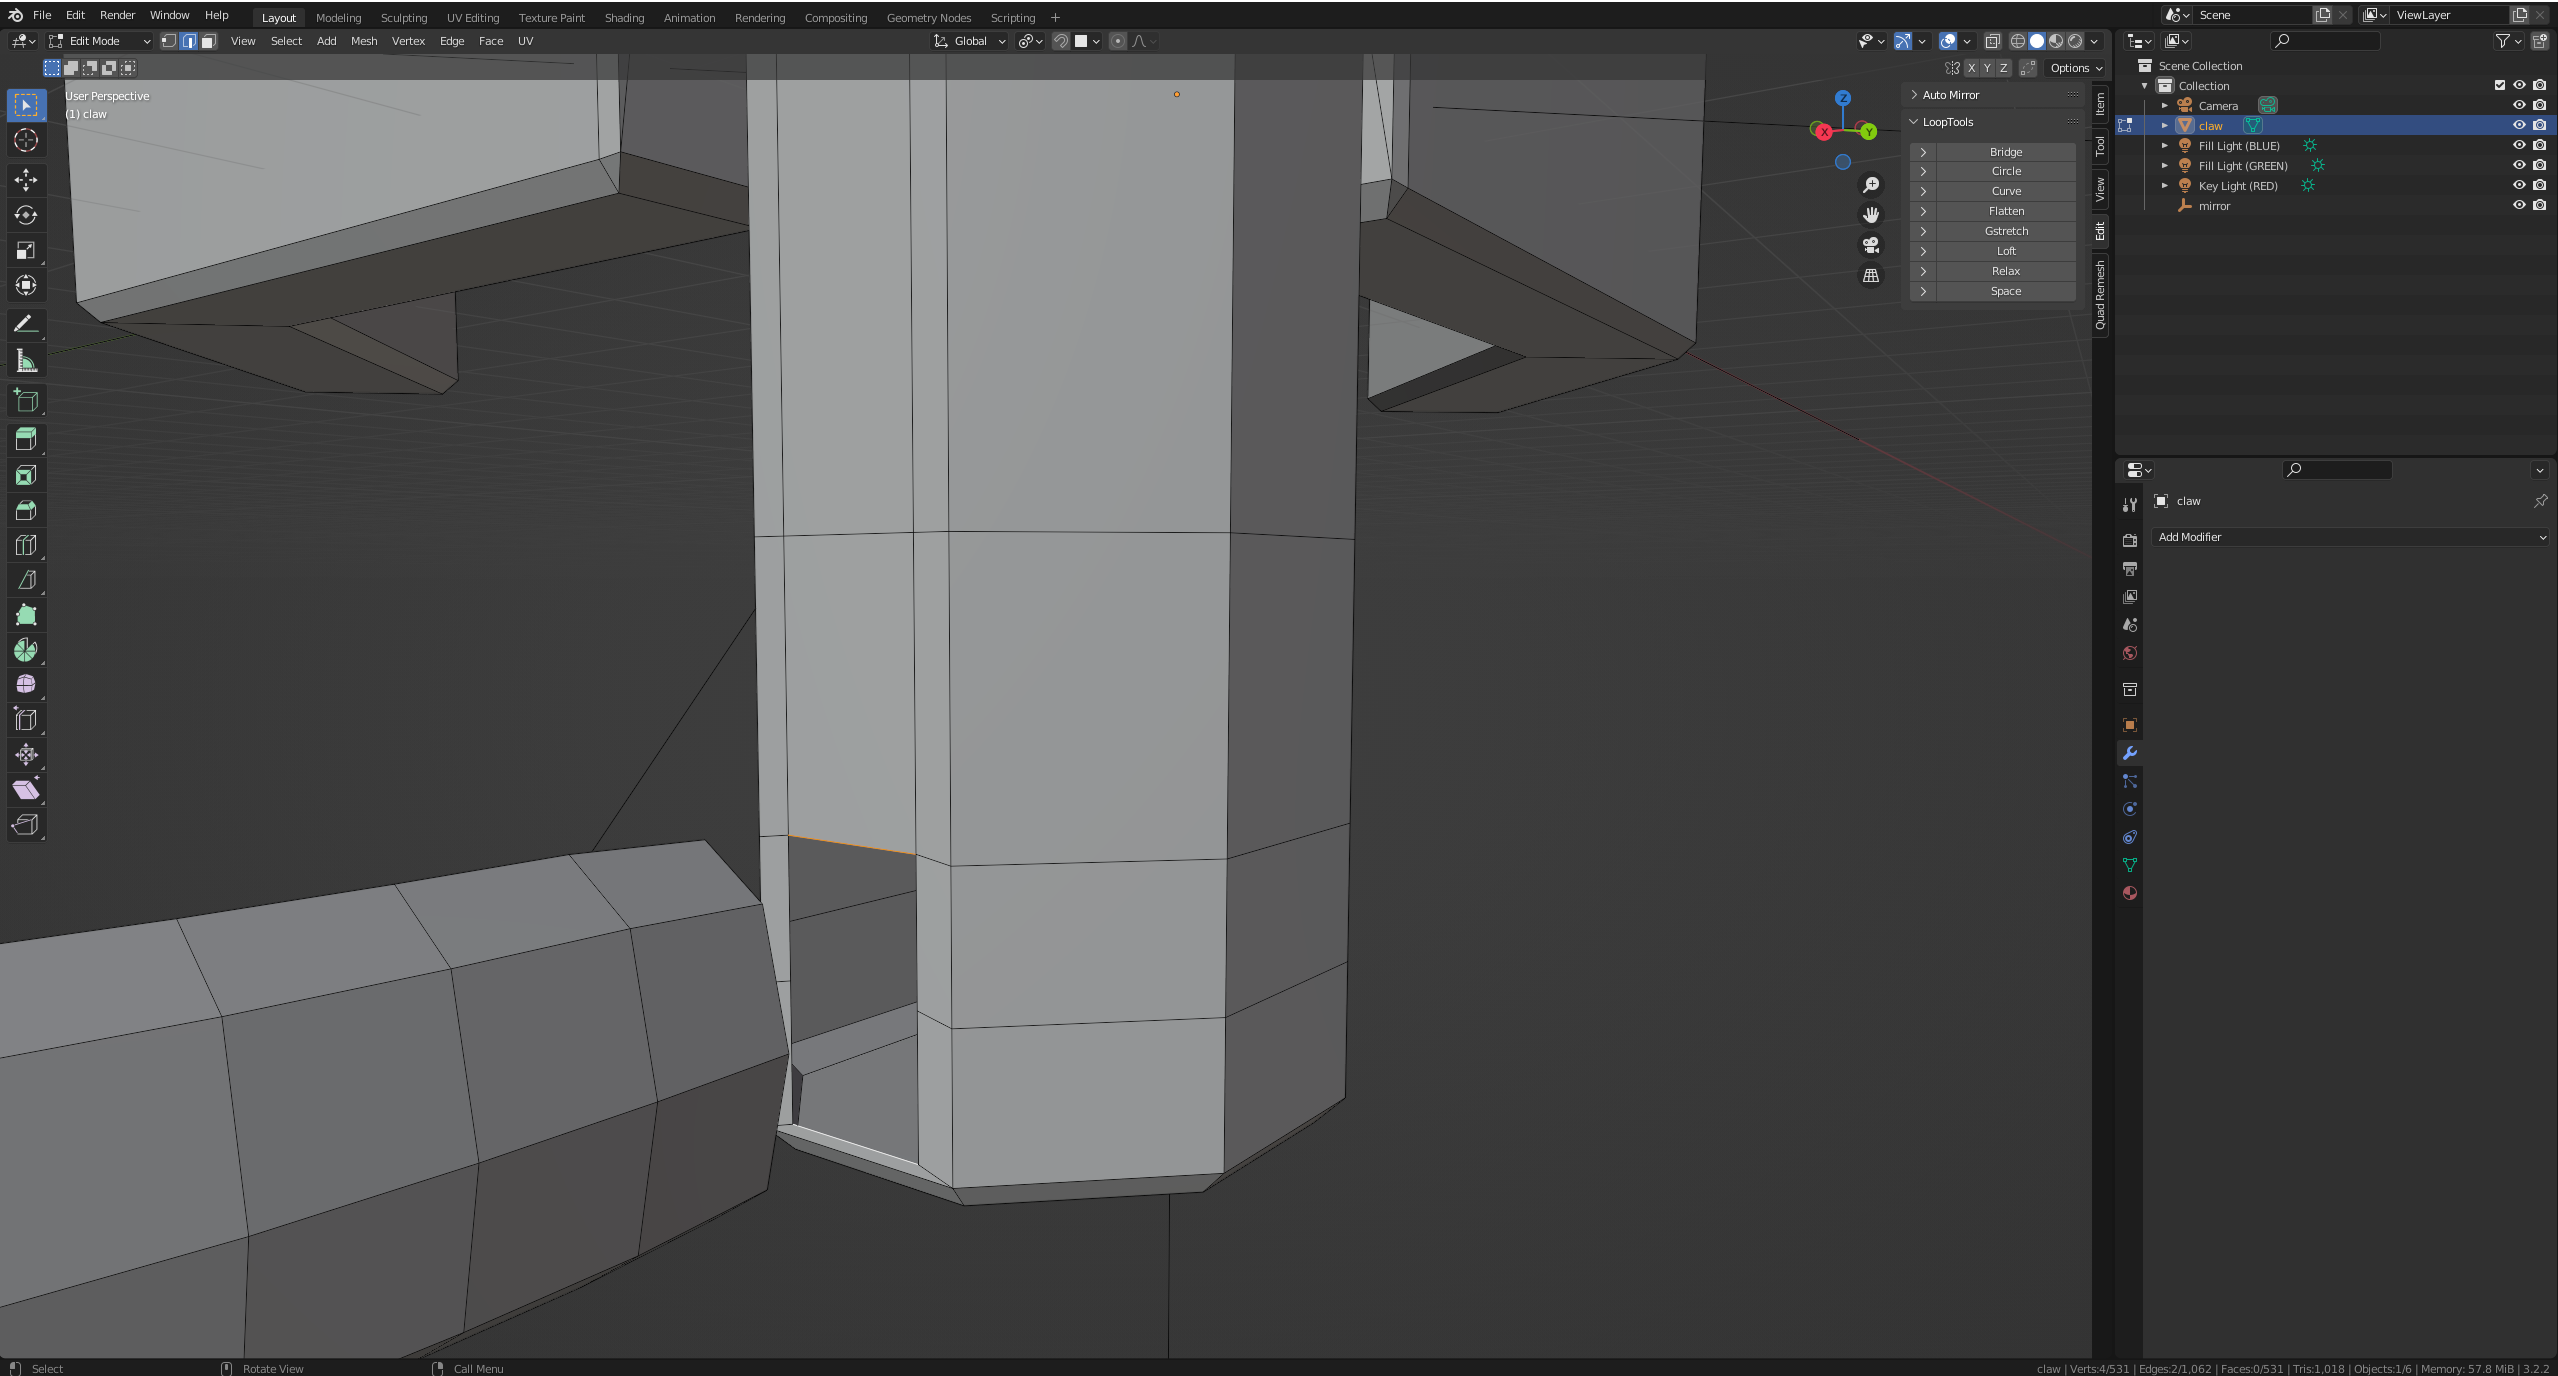 File Edit Render Window Help Layout Modeling Sculpting UV Editing Texture Paint Shading Animation Rendering Compositing Geometry Nodes Scripting + Scene ViewLayer
Edit Mode View Select Add Mesh Vertex Edge Face UV Global
X Y Z Options
User Perspective
(1) claw
Z
X
Y
Auto Mirror
LoopTools
Bridge
Circle
Curve
Flatten
Gstretch
Loft
Relax
Space
Item
Tool
View
Edit
Quad Remesh
Scene Collection
Collection
Camera
claw
Fill Light (BLUE)
Fill Light (GREEN)
Key Light (RED)
mirror
claw
Add Modifier
Select Rotate View Call Menu claw | Verts:4/531 | Edges:2/1,062 | Faces:0/531 | Tris:1,018 | Objects:1/6 | Memory: 57.8 MiB | 3.2.2